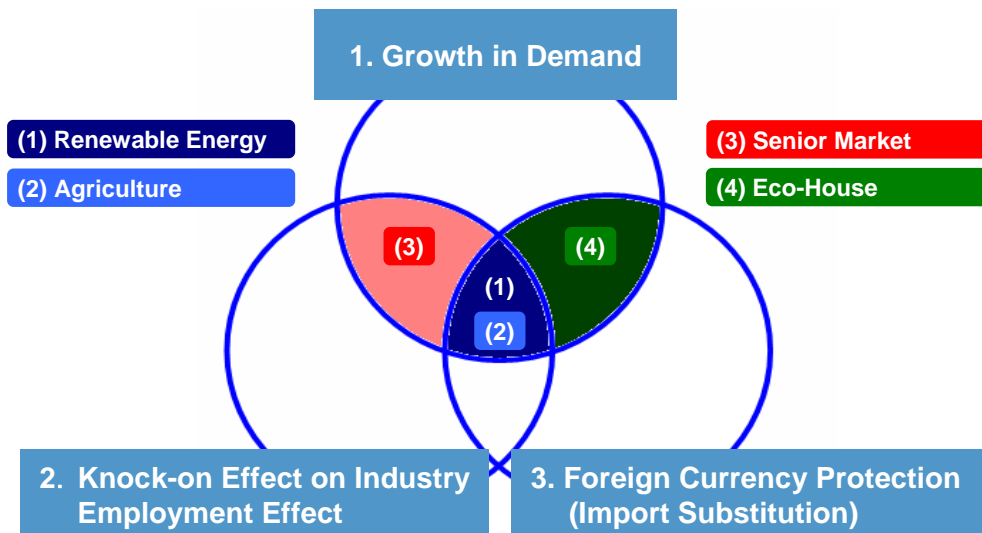 1. Growth in Demand
(1) Renewable Energy
(2) Agriculture
(3) Senior Market
(4) Eco-House
(3)
(4)
(1)
(2)
2. Knock-on Effect on Industry
Employment Effect
3. Foreign Currency Protection
(Import Substitution)